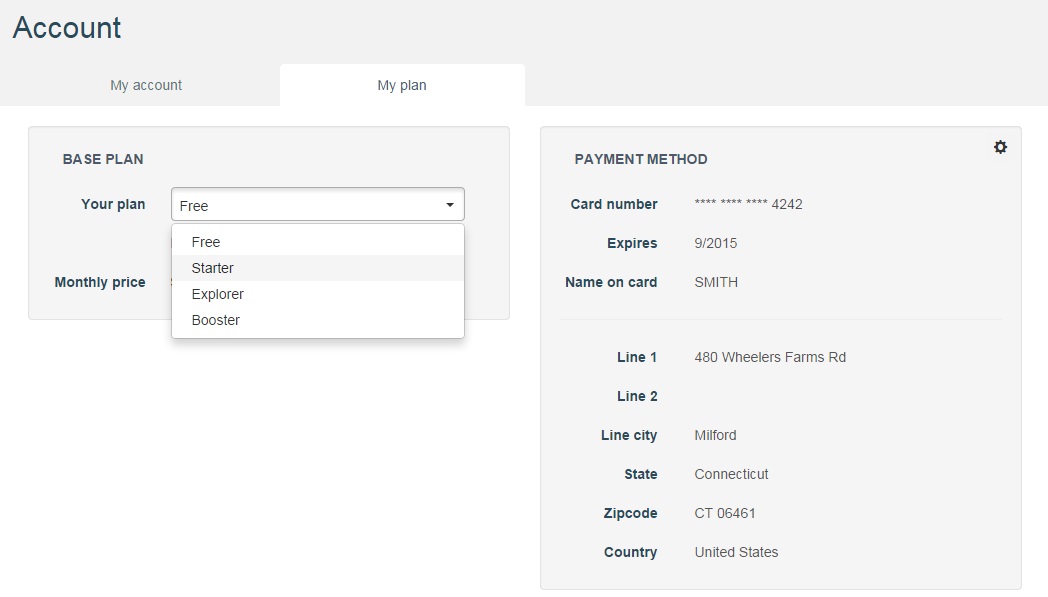 Account
My account
My plan
BASE PLAN
Your plan
Free
Free
Starter
Explorer
Booster
Monthly price
PAYMENT METHOD
Card number **** **** **** 4242
Expires 9/2015
Name on card SMITH
Line 1 480 Wheelers Farms Rd
Line 2
Line city Milford
State Connecticut
Zipcode CT 06461
Country United States